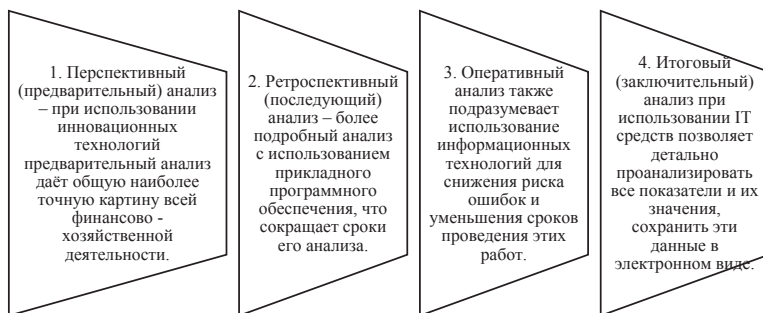 1. Перспективный
(предварительный) анализ
– при использовании
инновационных
технологий
предварительный анализ
даёт общую наиболее
точную картину всей
финансово -
хозяйственной
деятельности.
2. Ретроспективный
(последующий)
анализ – более
подробный анализ
с использованием
прикладного
программного
обеспечения, что
сокращает сроки
его анализа.
3. Оперативный
анализ также
подразумевает
использование
информационных
технологий для
снижения риска
ошибок и
уменьшения сроков
проведения этих
работ.
4. Итоговый
(заключительный)
анализ при
использовании IT
средств позволяет
детально
проанализировать
все показатели и их
значения,
сохранить эти
данные в
электронном виде.